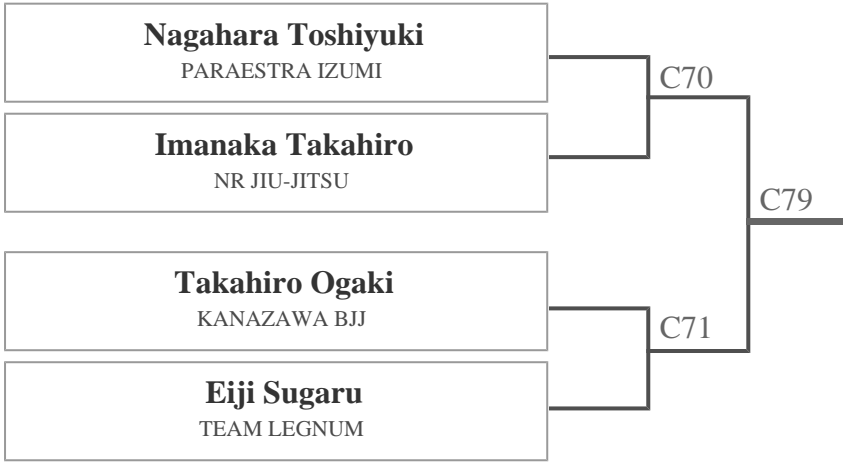 Nagahara Toshiyuki
PARAESTRA IZUMI
C70
Imanaka Takahiro
NR JIU-JITSU
C79
Takahiro Ogaki
KANAZAWA BJJ
C71
Eiji Sugaru
TEAM LEGNUM